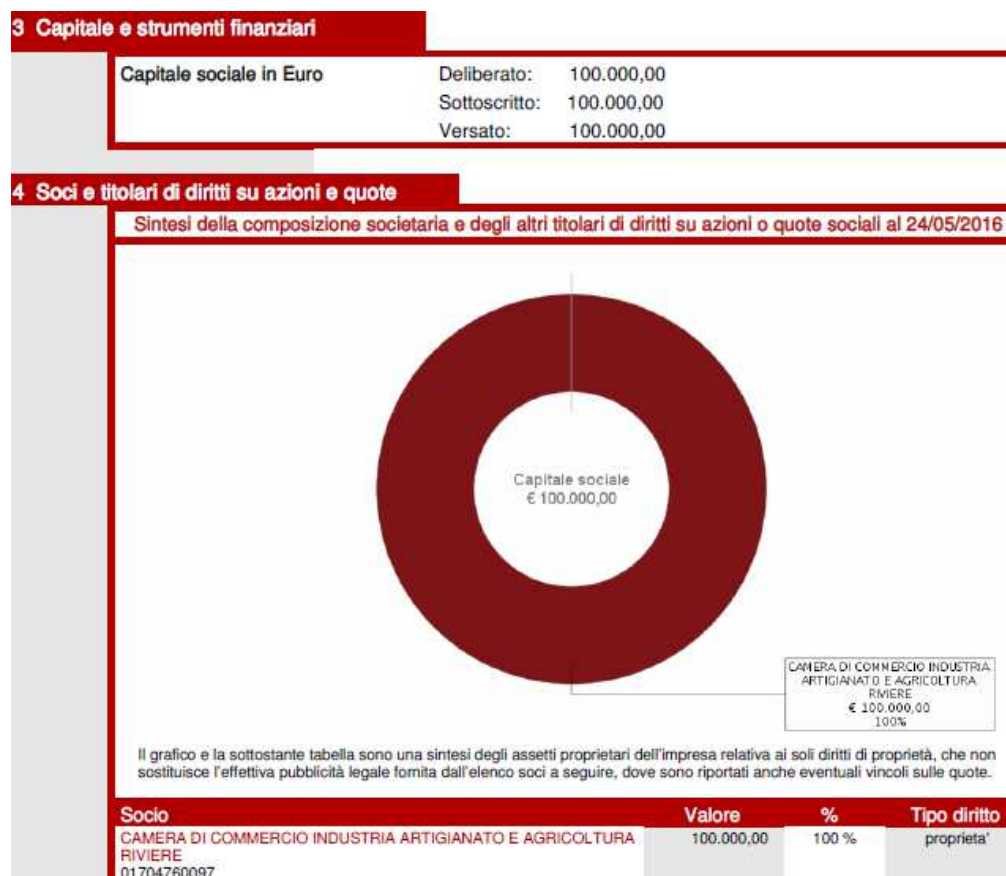 3 Capitale e strumenti finanziari
Capitale sociale in Euro Deliberato: 100.000,00
Sottoscritto: 100.000,00
Versato: 100.000,00
4 Soci e titolari di diritti su azioni e quote
Sintesi della composizione societaria e degli altri titolari di diritti su azioni o quote sociali al 24/05/2016
Capitale sociale
€ 100.000,00
CAMERA DI COMMERCIO INDUSTRIA
ARTIGIANATO E AGRICOLTURA
RIVIERE
€ 100.000,00
100%
Il grafico e la sottostante tabella sono una sintesi degli assetti proprietari dell'impresa relativa ai soli diritti di proprietà, che non
sostituisce l'effettiva pubblicità legale fornita dall'elenco soci a seguire, dove sono riportati anche eventuali vincoli sulle quote.
Socio Valore % Tipo diritto
CAMERA DI COMMERCIO INDUSTRIA ARTIGIANATO E AGRICOLTURA 100.000,00 100 % proprieta'
RIVIERE
01704760097